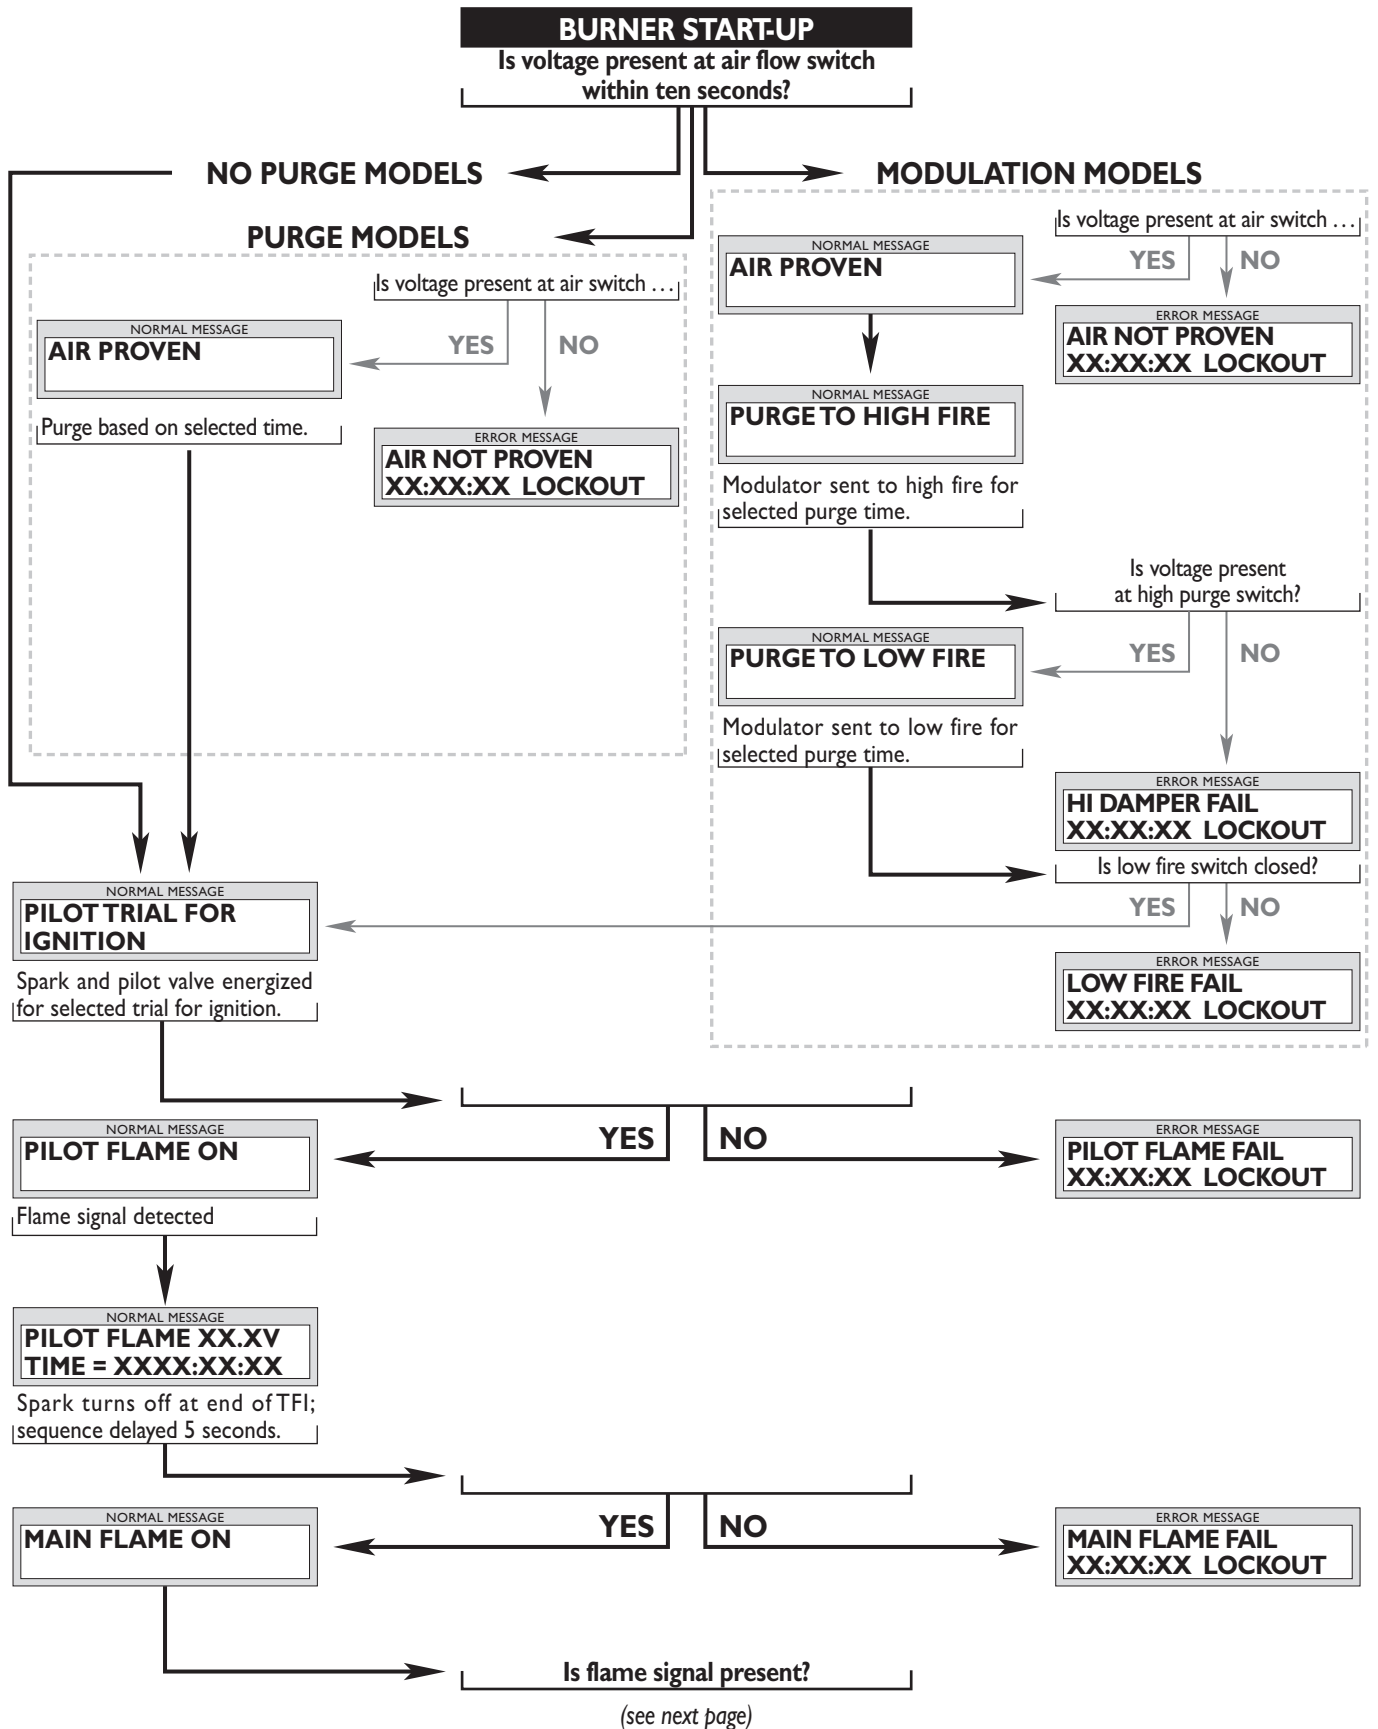 BURNER START-UP
Is voltage present at air flow switch
within ten seconds?
NO PURGE MODELS
MODULATION MODELS
PURGE MODELS
Is voltage present at air switch ...
YES
NO
NORMAL MESSAGE
AIR PROVEN
Purge based on selected time.
ERROR MESSAGE
AIR NOT PROVEN
XX:XX:XX LOCKOUT
Is voltage present at air switch ...
YES
NO
NORMAL MESSAGE
AIR PROVEN
ERROR MESSAGE
AIR NOT PROVEN
XX:XX:XX LOCKOUT
NORMAL MESSAGE
PURGE TO HIGH FIRE
Modulator sent to high fire for
selected purge time.
Is voltage present
at high purge switch?
YES
NO
NORMAL MESSAGE
PURGE TO LOW FIRE
Modulator sent to low fire for
selected purge time.
ERROR MESSAGE
HI DAMPER FAIL
XX:XX:XX LOCKOUT
Is low fire switch closed?
YES
NO
ERROR MESSAGE
LOW FIRE FAIL
XX:XX:XX LOCKOUT
NORMAL MESSAGE
PILOT TRIAL FOR
IGNITION
Spark and pilot valve energized
for selected trial for ignition.
YES
NO
NORMAL MESSAGE
PILOT FLAME ON
Flame signal detected
ERROR MESSAGE
PILOT FLAME FAIL
XX:XX:XX LOCKOUT
NORMAL MESSAGE
PILOT FLAME XX.XV
TIME = XXXX:XX:XX
Spark turns off at end of TFI;
sequence delayed 5 seconds.
YES
NO
NORMAL MESSAGE
MAIN FLAME ON
ERROR MESSAGE
MAIN FLAME FAIL
XX:XX:XX LOCKOUT
Is flame signal present?
(see next page)